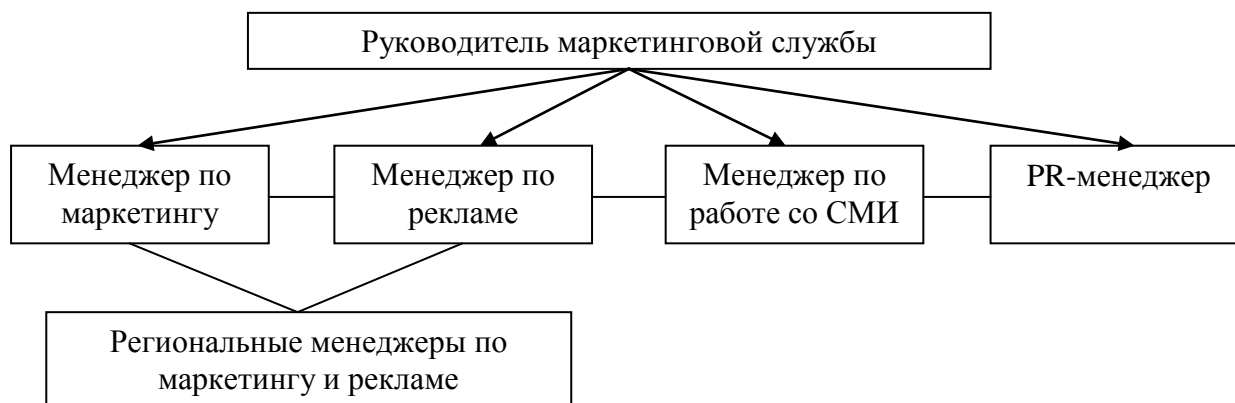 Руководитель маркетинговой службы
Менеджер по
маркетингу
Менеджер по
рекламе
Менеджер по
работе со СМИ
PR-менеджер
Региональные менеджеры по
маркетингу и рекламе